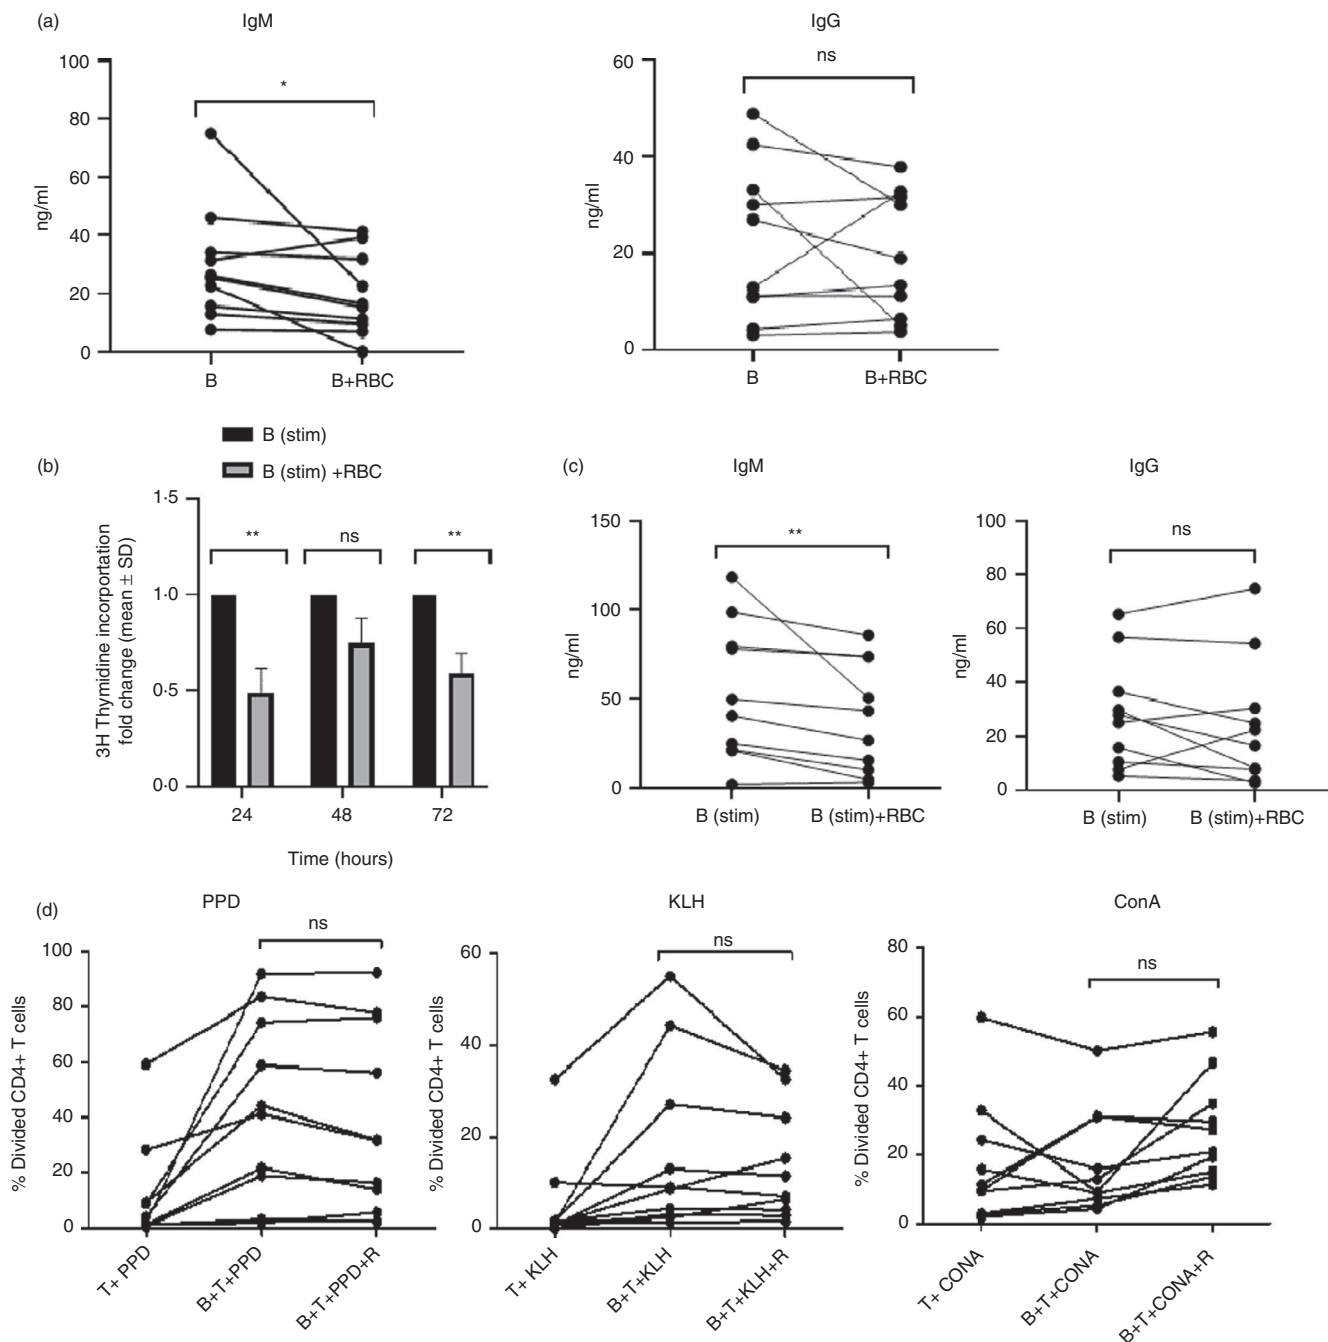 (a)
IgM
IgG
100
80
60
40
20
0
ng/ml
*
B
B+RBC
60
40
20
0
ng/ml
ns
B
B+RBC
B (stim)
B (stim) +RBC
(b)
1·5
1·0
0·5
0·0
3H Thymidine incorportation
fold change (mean ± SD)
**
ns
**
24
48
72
Time (hours)
(c)
IgM
IgG
150
100
50
0
ng/ml
**
B (stim)
B (stim)+RBC
100
80
60
40
20
0
ng/ml
ns
B (stim)
B (stim)+RBC
(d)
PPD
KLH
ConA
100
80
60
40
20
0
% Divided CD4+ T cells
ns
T+ PPD
B+T+PPD
B+T+PPD+R
60
40
20
0
% Divided CD4+ T cells
ns
T+ KLH
B+T+KLH
B+T+KLH+R
80
60
40
20
0
% Divided CD4+ T cells
ns
T+ CONA
B+T+CONA
B+T+CONA+R